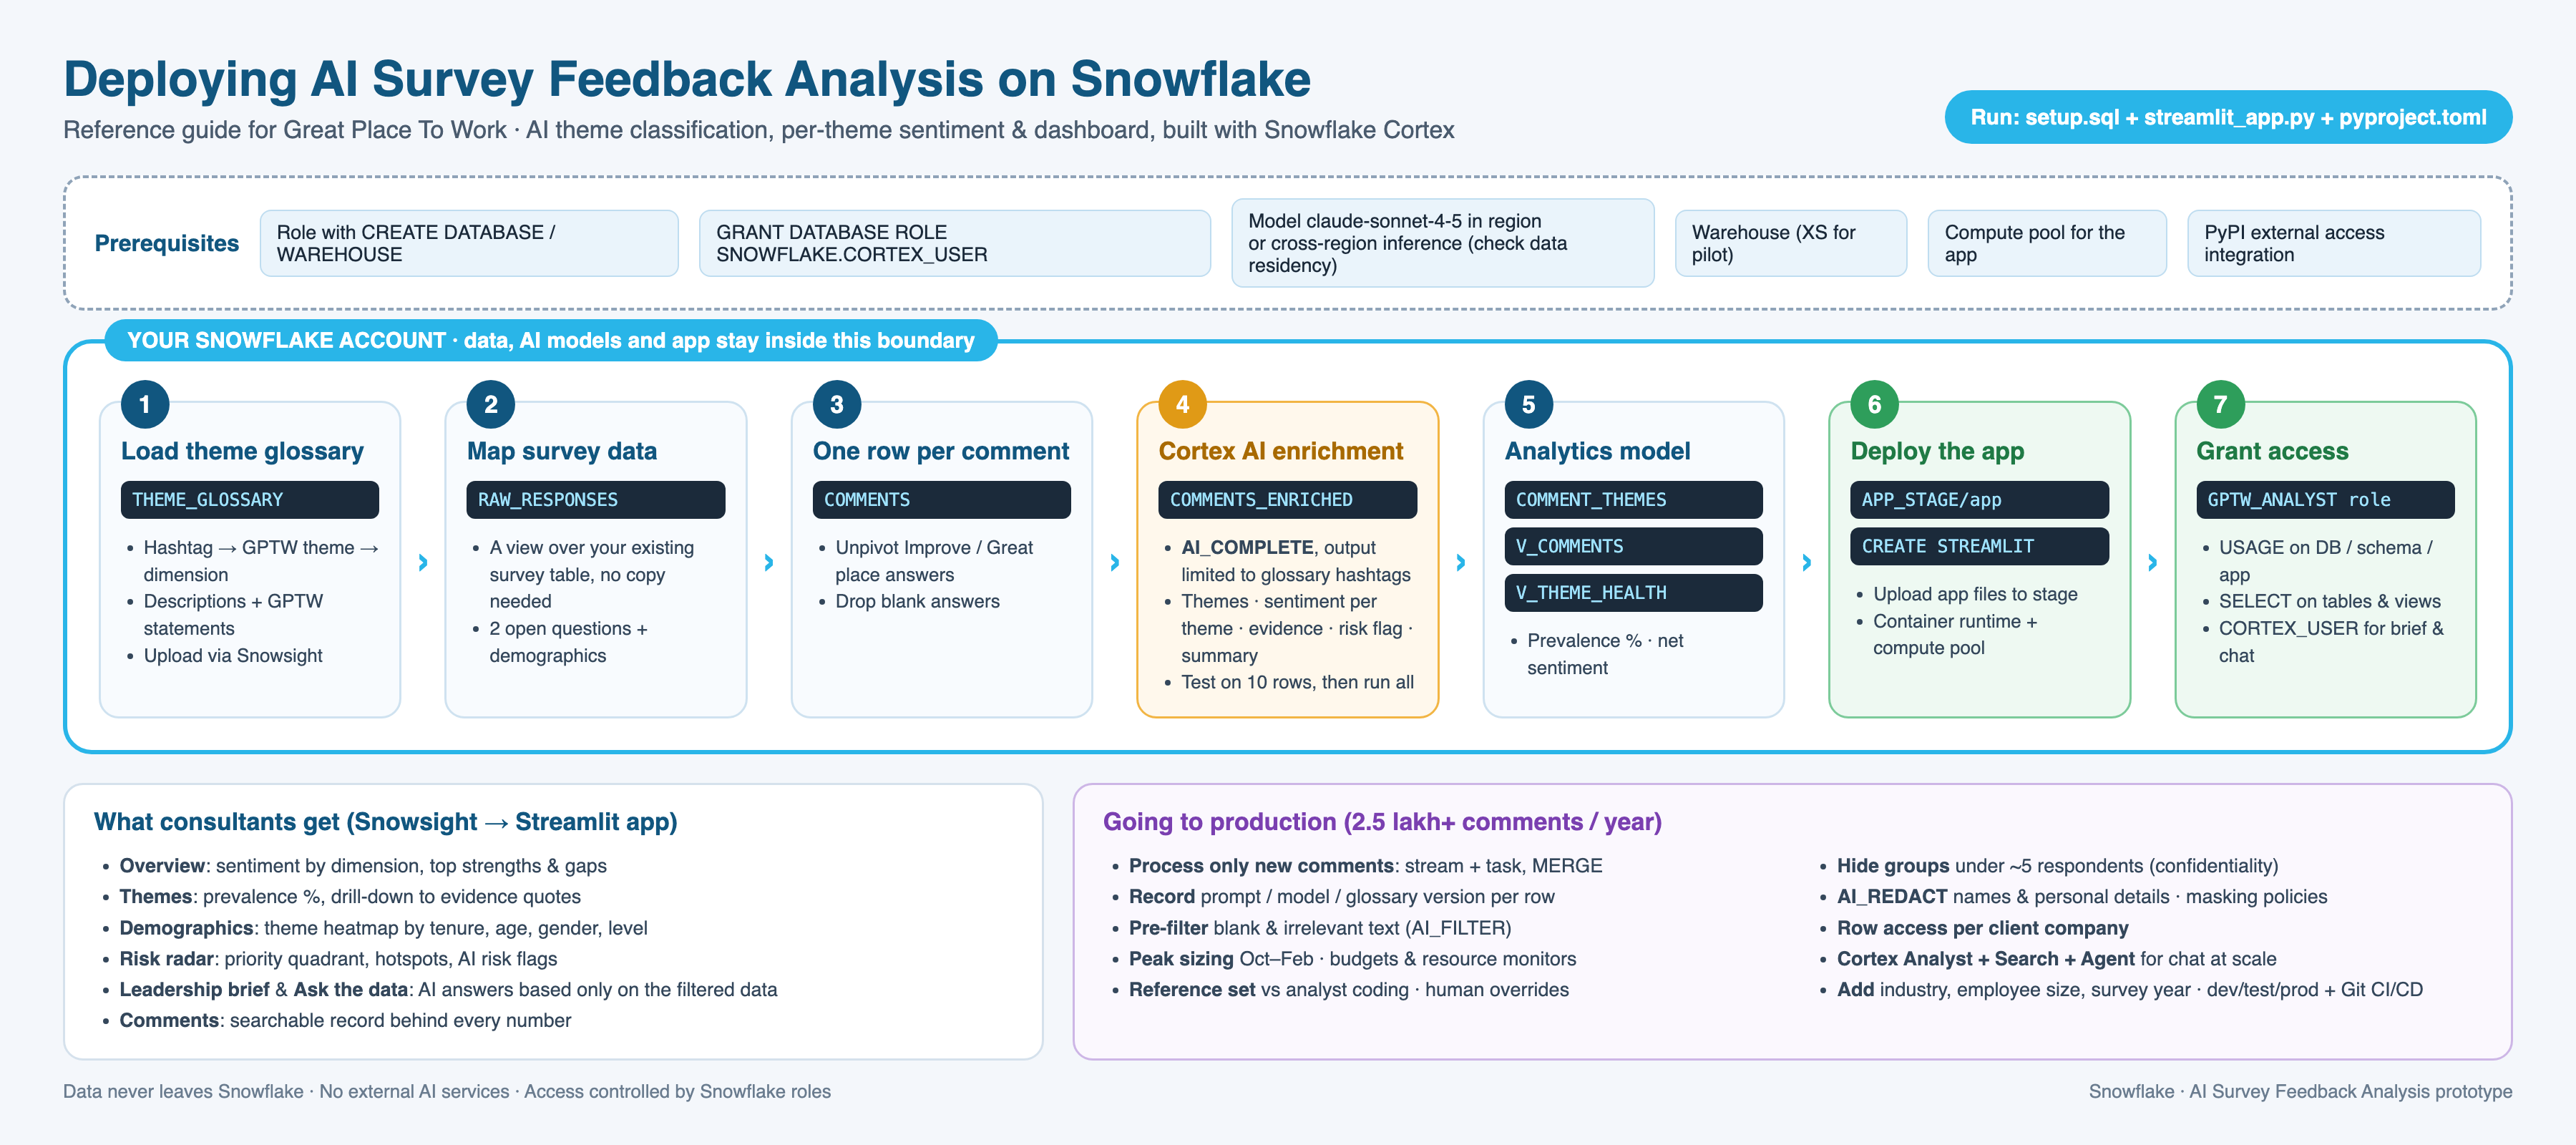 Deploying AI Survey Feedback Analysis on Snowflake
Reference guide for Great Place To Work · AI theme classification, per-theme sentiment & dashboard, built with Snowflake Cortex
Run: setup.sql + streamlit_app.py + pyproject.toml
Prerequisites
Role with CREATE DATABASE /
WAREHOUSE
GRANT DATABASE ROLE
SNOWFLAKE.CORTEX_USER
Model claude-sonnet-4-5 in region
or cross-region inference (check data
residency)
Warehouse (XS for
pilot)
Compute pool for the
app
PyPI external access
integration
YOUR SNOWFLAKE ACCOUNT · data, AI models and app stay inside this boundary
1
Load theme glossary
THEME_GLOSSARY
• Hashtag → GPTW theme →
dimension
• Descriptions + GPTW
statements
• Upload via Snowsight
›
2
Map survey data
RAW_RESPONSES
• A view over your existing
survey table, no copy
needed
• 2 open questions +
demographics
›
3
One row per comment
COMMENTS
• Unpivot Improve / Great
place answers
• Drop blank answers
›
4
Cortex AI enrichment
COMMENTS_ENRICHED
• AI_COMPLETE, output
limited to glossary hashtags
• Themes · sentiment per
theme · evidence · risk flag ·
summary
• Test on 10 rows, then run all
›
5
Analytics model
COMMENT_THEMES
V_COMMENTS
V_THEME_HEALTH
• Prevalence % · net
sentiment
›
6
Deploy the app
APP_STAGE/app
CREATE STREAMLIT
• Upload app files to stage
• Container runtime +
compute pool
›
7
Grant access
GPTW_ANALYST role
• USAGE on DB / schema /
app
• SELECT on tables & views
• CORTEX_USER for brief &
chat
What consultants get (Snowsight → Streamlit app)
• Overview: sentiment by dimension, top strengths & gaps
• Themes: prevalence %, drill-down to evidence quotes
• Demographics: theme heatmap by tenure, age, gender, level
• Risk radar: priority quadrant, hotspots, AI risk flags
• Leadership brief & Ask the data: AI answers based only on the filtered data
• Comments: searchable record behind every number
Going to production (2.5 lakh+ comments / year)
• Process only new comments: stream + task, MERGE
• Record prompt / model / glossary version per row
• Pre-filter blank & irrelevant text (AI_FILTER)
• Peak sizing Oct–Feb · budgets & resource monitors
• Reference set vs analyst coding · human overrides
• Hide groups under ~5 respondents (confidentiality)
• AI_REDACT names & personal details · masking policies
• Row access per client company
• Cortex Analyst + Search + Agent for chat at scale
• Add industry, employee size, survey year · dev/test/prod + Git CI/CD
Data never leaves Snowflake · No external AI services · Access controlled by Snowflake roles
Snowflake · AI Survey Feedback Analysis prototype